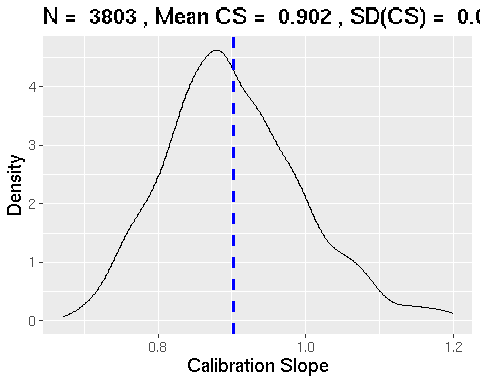 N = 3803 , Mean CS = 0.902 , SD(CS) = 0.0
Density
4
3
2
1
0
0.8 1.0 1.2
Calibration Slope